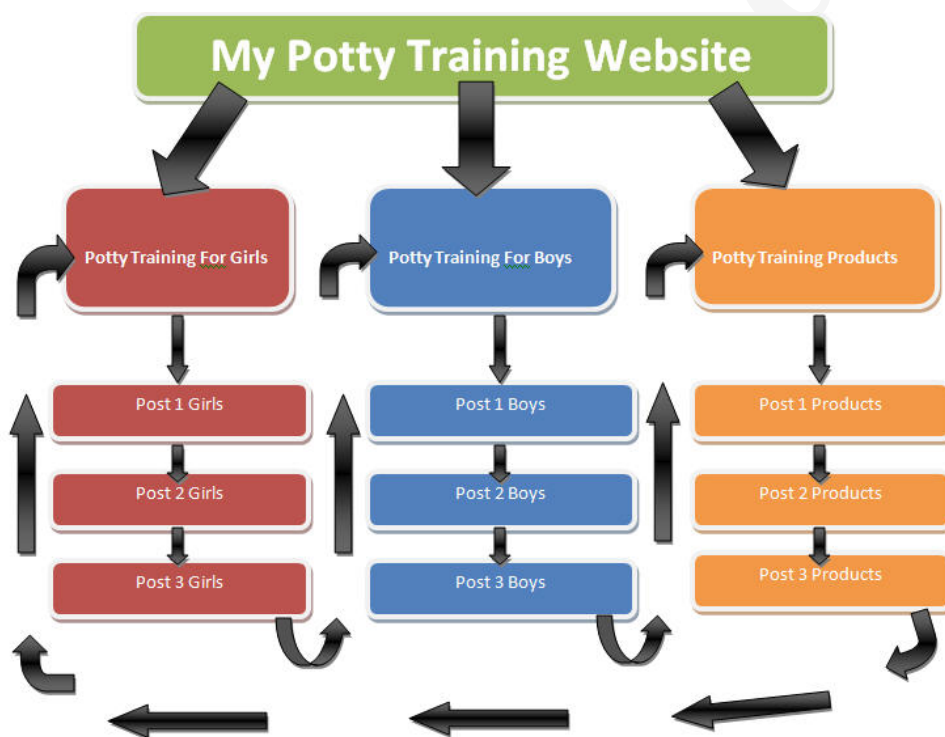 My Potty Training Website
Potty Training For Girls
Potty Training For Boys
Potty Training Products
Post 1 Girls
Post 1 Boys
Post 1 Products
Post 2 Girls
Post 2 Boys
Post 2 Products
Post 3 Girls
Post 3 Boys
Post 3 Products